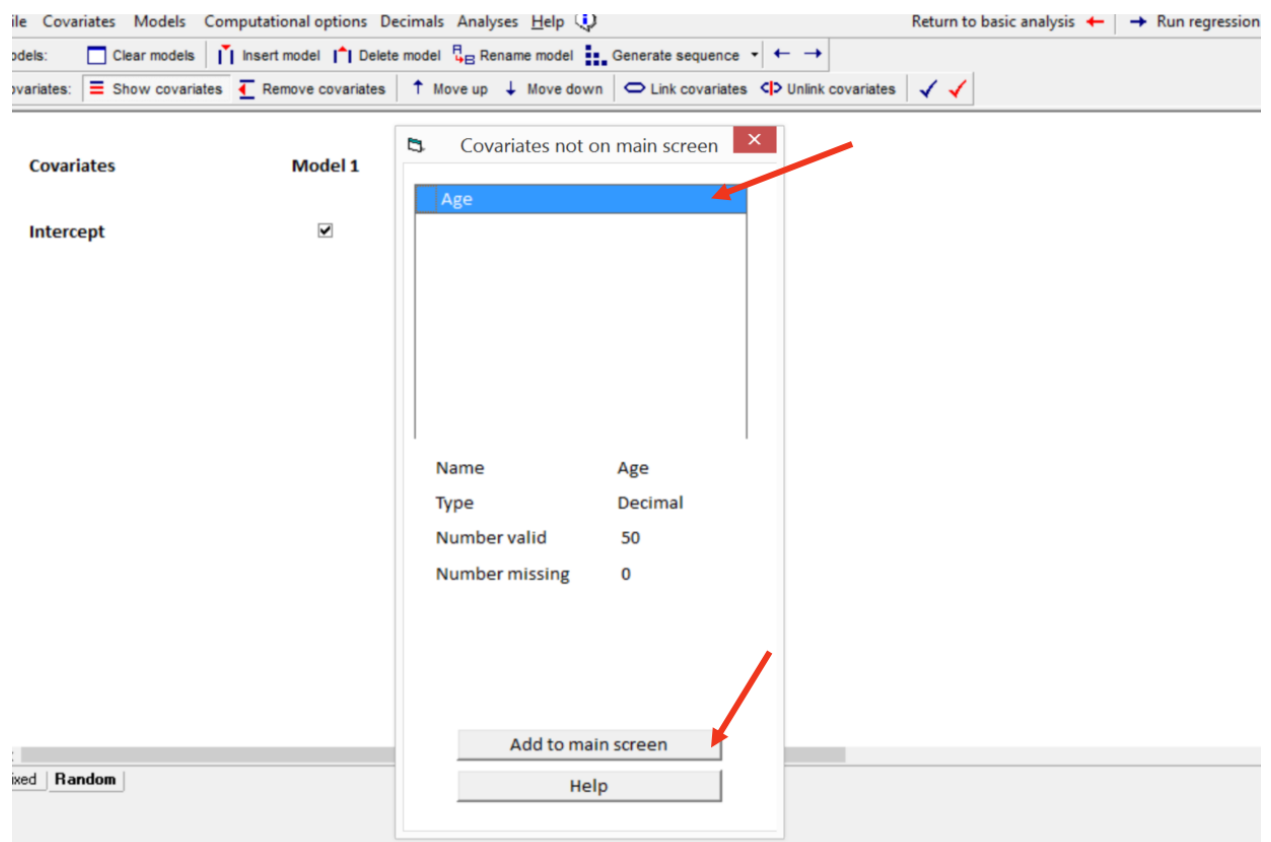 ile Covariates Models Computational options Decimals Analyses Help Return to basic analysis Run regression
odels: Clear models Insert model Delete model Rename model Generate sequence
ovariates: Show covariates Remove covariates Move up Move down Link covariates Unlink covariates
Covariates not on main screen
Covariates Model 1
Age
Intercept
Name Age
Type Decimal
Number valid 50
Number missing 0
Add to main screen
ixed Random
Help